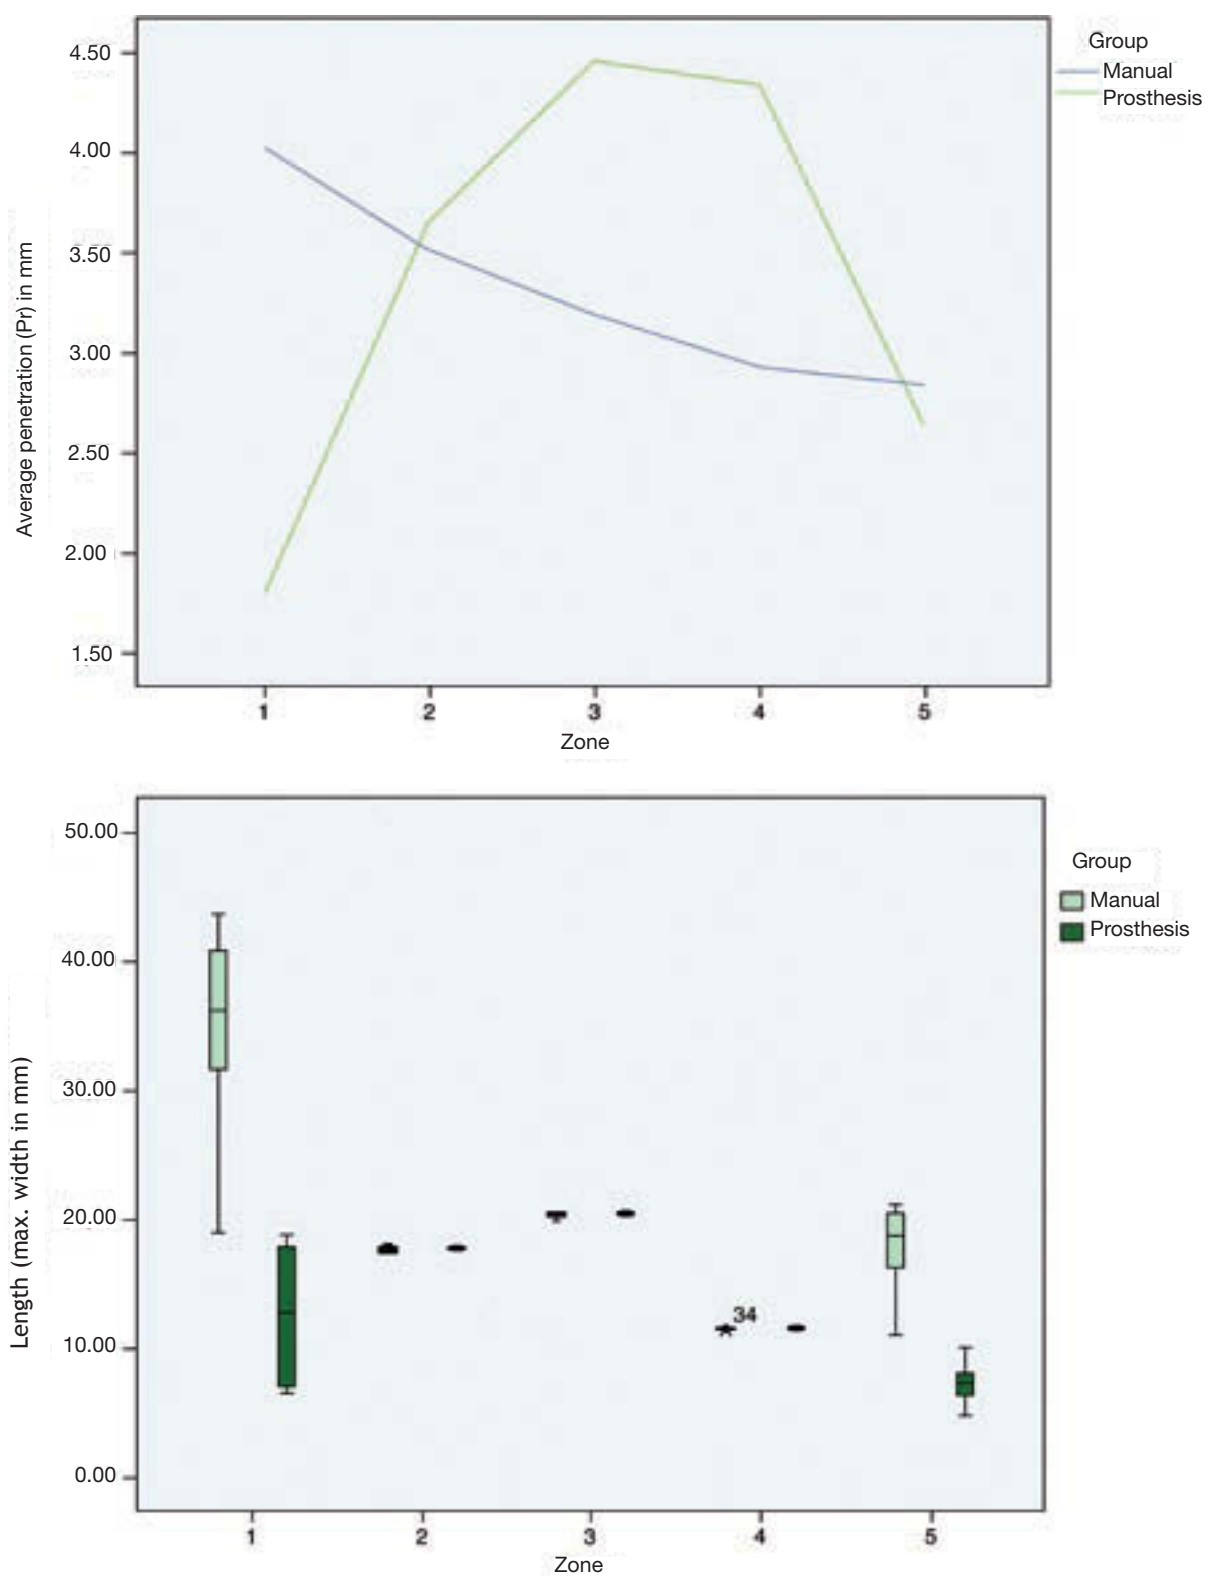 4.50
4.00
3.50
3.00
2.50
2.00
1.50
Average penetration (Pr) in mm
1 2 3 4 5
Zone
Group
Manual
Prosthesis
50.00
40.00
30.00
20.00
10.00
0.00
Length (max. width in mm)
34
1 2 3 4 5
Zone
Group
Manual
Prosthesis